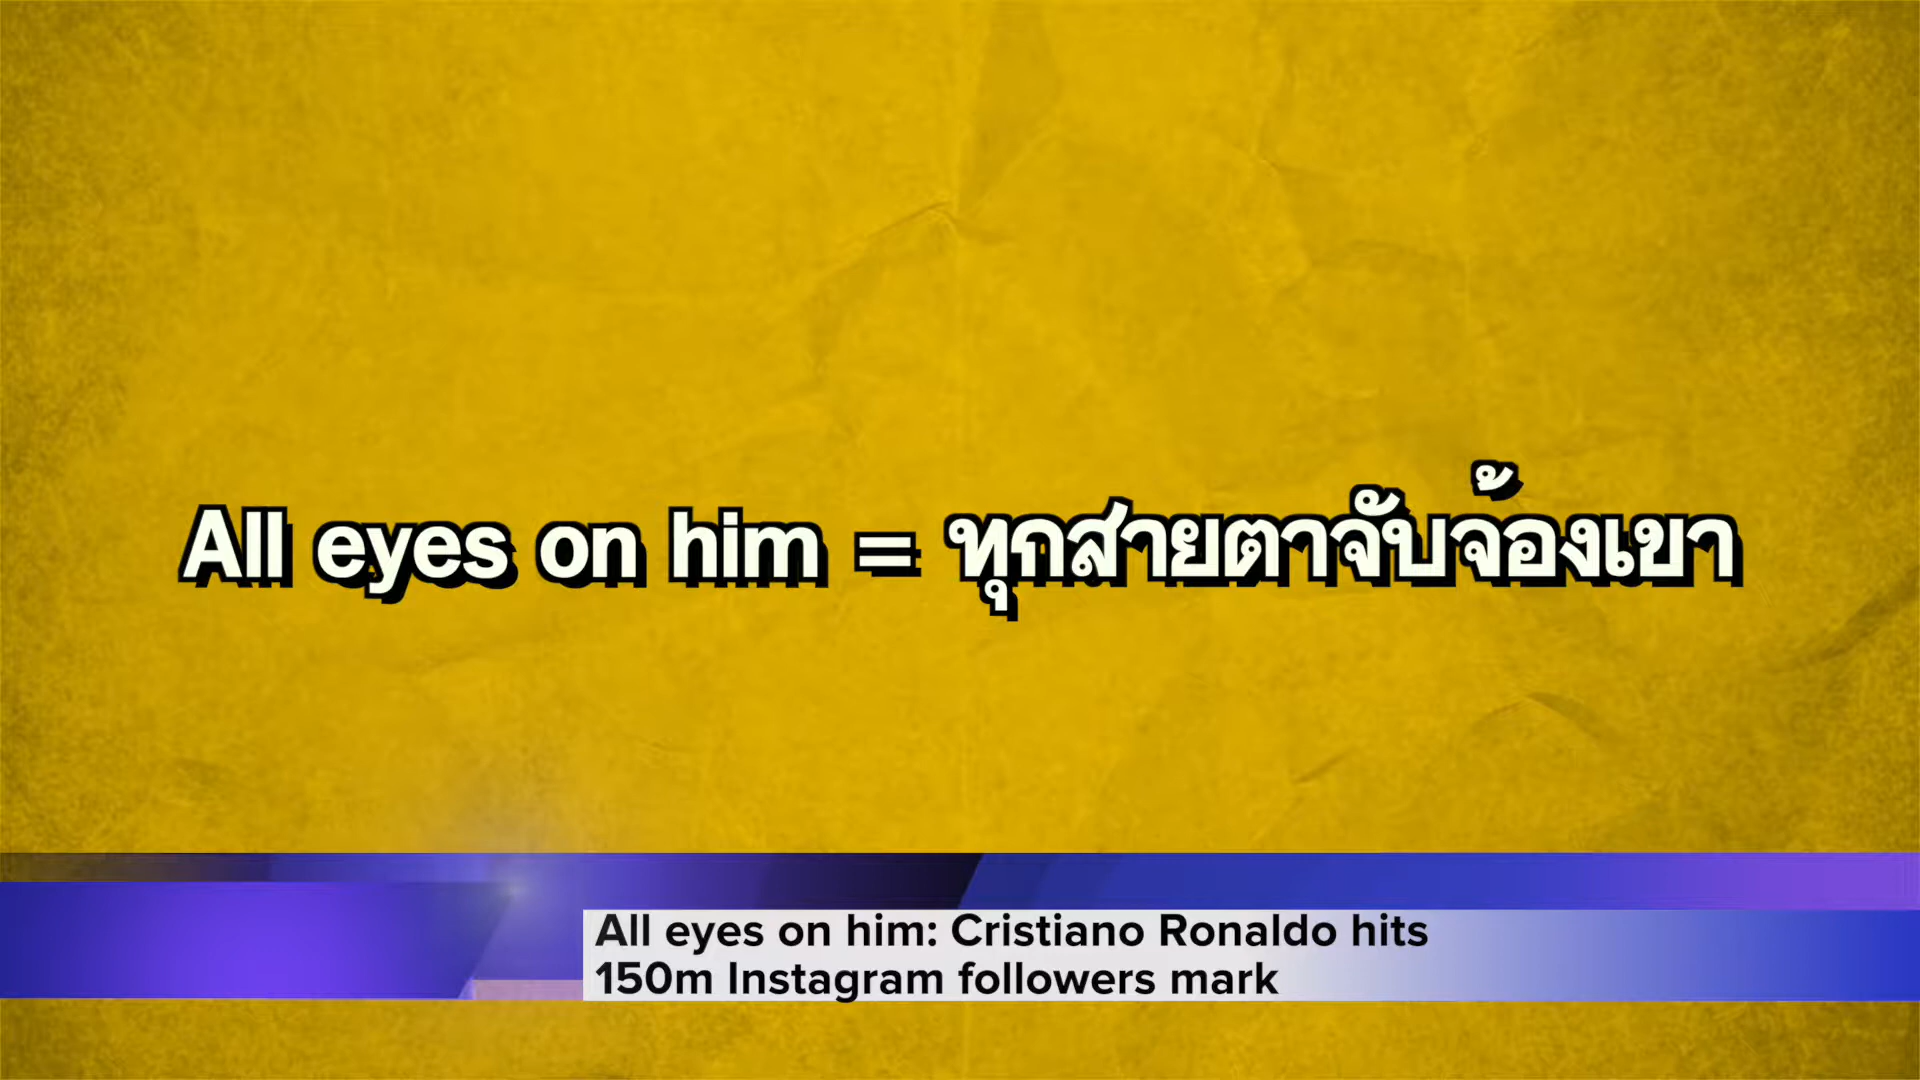 All eyes on him = ทุกสายตาจับจ้องเขา
All eyes on him: Cristiano Ronaldo hits
150m Instagram followers mark